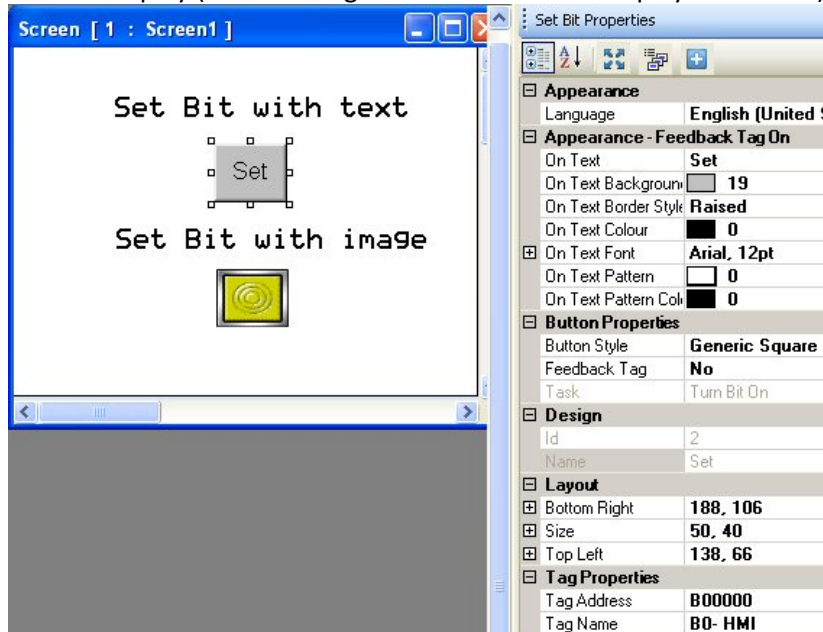 Screen [ 1 : Screen1 ]
Set Bit with text
Set
Set Bit with image
Set Bit Properties
Appearance
Language English (United S
Appearance - Feedback Tag On
On Text Set
On Text Backgroun 19
On Text Border Style Raised
On Text Colour 0
On Text Font Arial, 12pt
On Text Pattern 0
On Text Pattern Col 0
Button Properties
Button Style Generic Square
Feedback Tag No
Task Turn Bit On
Design
Id 2
Name Set
Layout
Bottom Right 188, 106
Size 50, 40
Top Left 138, 66
Tag Properties
Tag Address B00000
Tag Name B0- HMI